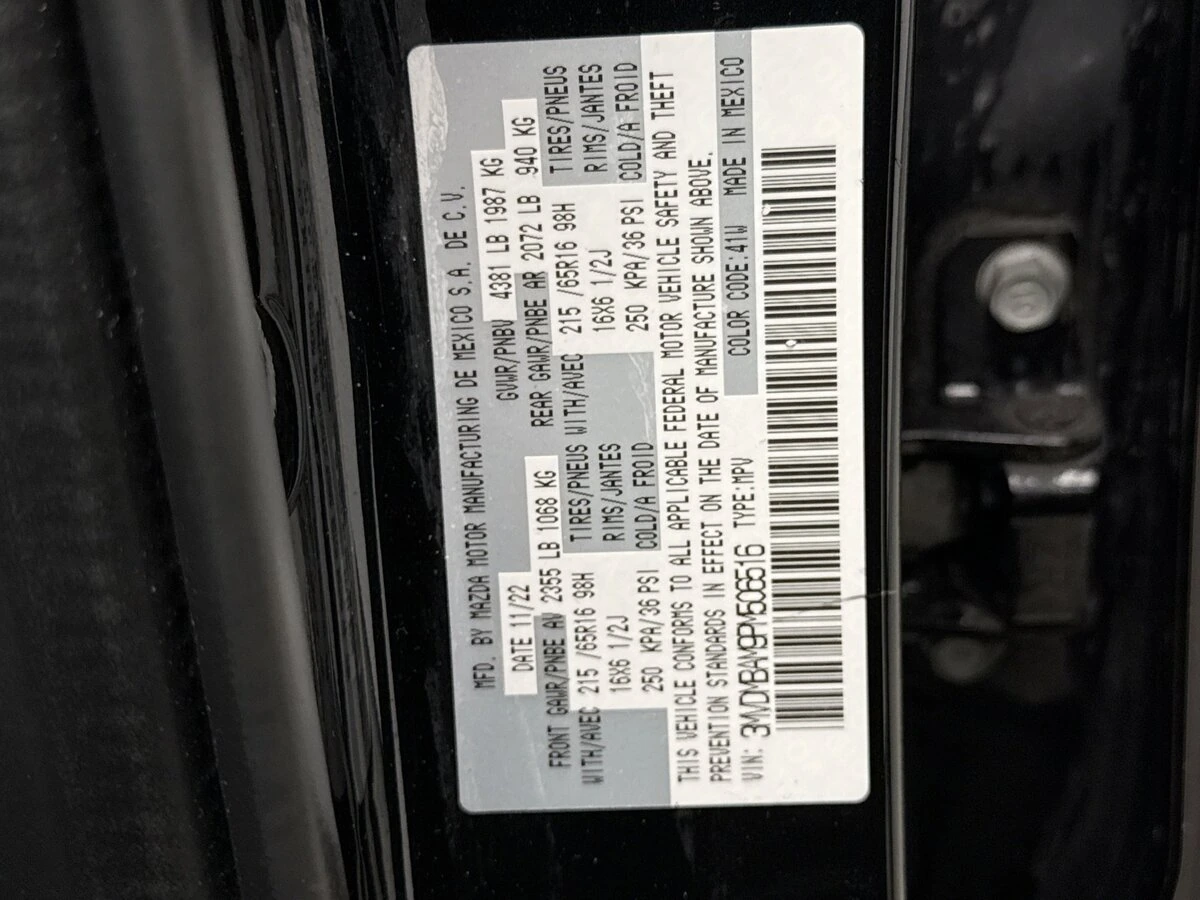 MFD. BY MAZDA MOTOR MANUFACTURING DE MEXICO S.A. DE C.V.
DATE 11/22 GVWR/PNBV 4381 LB 1987 KG
FRONT GAWR/PNBE AV 2355 LB 1068 KG REAR GAWR/PNBE AR 2072 LB 940 KG
WITH/AVEC 215 /65R16 98H TIRES/PNEUS WITH/AVEC 215 /65R16 98H TIRES/PNEUS
16X6 1/2J RIMS/JANTES 16X6 1/2J RIMS/JANTES
250 KPA/36 PSI COLD/A FROID 250 KPA/36 PSI COLD/A FROID
THIS VEHICLE CONFORMS TO ALL APPLICABLE FEDERAL MOTOR VEHICLE SAFETY AND THEFT
PREVENTION STANDARDS IN EFFECT ON THE DATE OF MANUFACTURE SHOWN ABOVE.
VIN: 3MVDMBAM9PM506516 TYPE:MPV COLOR CODE:41W MADE IN MEXICO